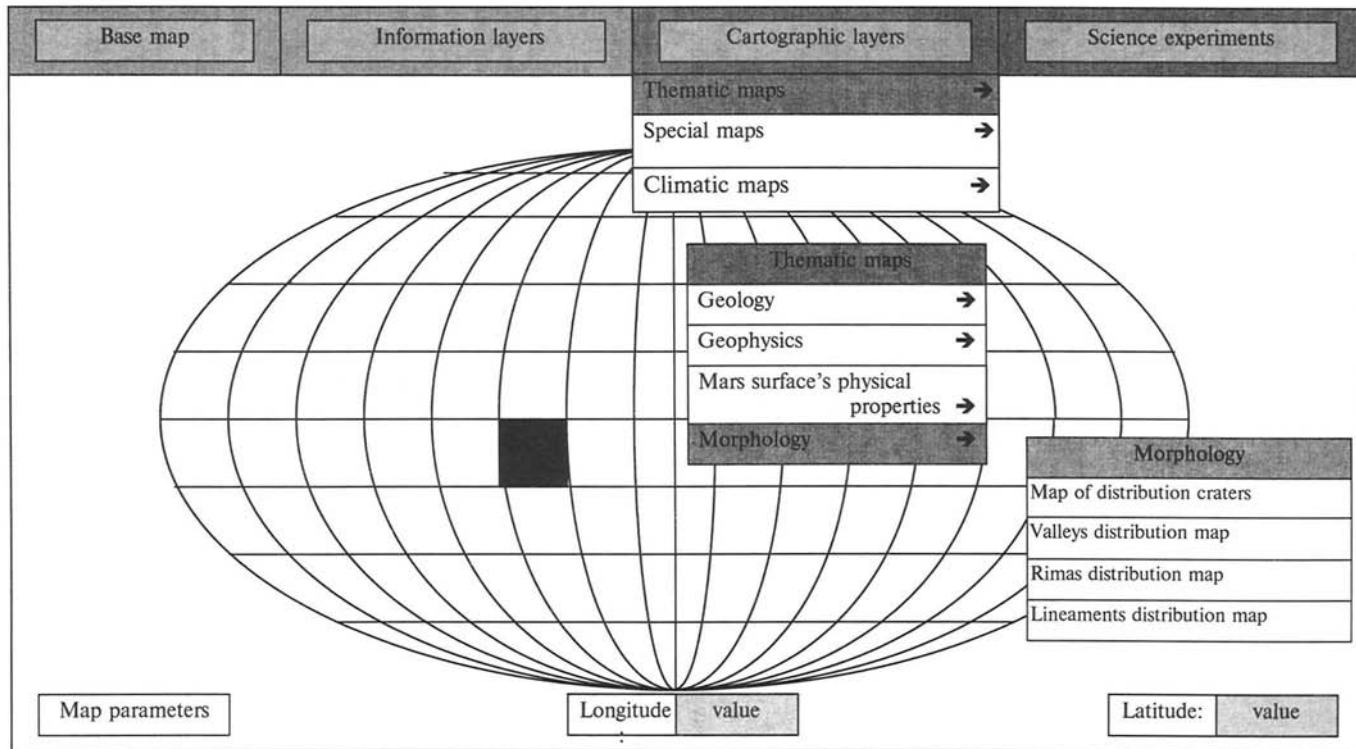 Base map
Information layers
Cartographic layers
Science experiments
Thematic maps
Special maps
Climatic maps
Thematic maps
Geology
Geophysics
Mars surface's physical
properties
Morphology
Morphology
Map of distribution craters
Valleys distribution map
Rimas distribution map
Lineaments distribution map
Map parameters
Longitude
:
value
Latitude:
value